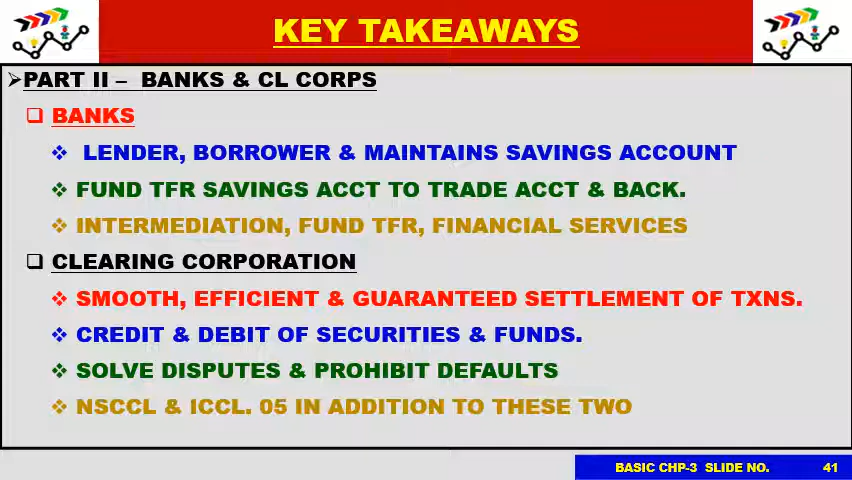 KEY TAKEAWAYS
PART II – BANKS & CL CORPS
BANKS
LENDER, BORROWER & MAINTAINS SAVINGS ACCOUNT
FUND TFR SAVINGS ACCT TO TRADE ACCT & BACK.
INTERMEDIATION, FUND TFR, FINANCIAL SERVICES
CLEARING CORPORATION
SMOOTH, EFFICIENT & GUARANTEED SETTLEMENT OF TXNS.
CREDIT & DEBIT OF SECURITIES & FUNDS.
SOLVE DISPUTES & PROHIBIT DEFAULTS
NSCCL & ICCL. 05 IN ADDITION TO THESE TWO
BASIC CHP-3 SLIDE NO. 41